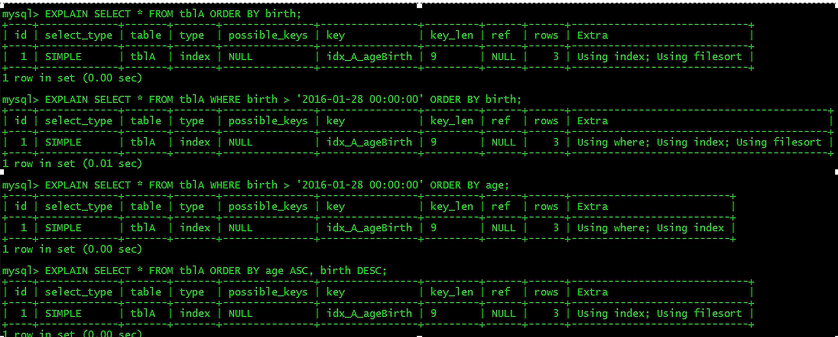 mysql> EXPLAIN SELECT * FROM tblA ORDER BY birth;
+----+-------------+-------+-------+---------------+----------------+---------+------+------+-----------------------------+
| id | select_type | table | type | possible_keys | key | key_len | ref | rows | Extra |
+----+-------------+-------+-------+---------------+----------------+---------+------+------+-----------------------------+
| 1 | SIMPLE | tblA | index | NULL | idx_A_ageBirth | 9 | NULL | 3 | Using index; Using filesort |
+----+-------------+-------+-------+---------------+----------------+---------+------+------+-----------------------------+
1 row in set (0.00 sec)
mysql> EXPLAIN SELECT * FROM tblA WHERE birth > '2016-01-28 00:00:00' ORDER BY birth;
+----+-------------+-------+-------+---------------+----------------+---------+------+------+------------------------------------------+
| id | select_type | table | type | possible_keys | key | key_len | ref | rows | Extra |
+----+-------------+-------+-------+---------------+----------------+---------+------+------+------------------------------------------+
| 1 | SIMPLE | tblA | index | NULL | idx_A_ageBirth | 9 | NULL | 3 | Using where; Using index; Using filesort |
+----+-------------+-------+-------+---------------+----------------+---------+------+------+------------------------------------------+
1 row in set (0.01 sec)
mysql> EXPLAIN SELECT * FROM tblA WHERE birth > '2016-01-28 00:00:00' ORDER BY age;
+----+-------------+-------+-------+---------------+----------------+---------+------+------+--------------------------+
| id | select_type | table | type | possible_keys | key | key_len | ref | rows | Extra |
+----+-------------+-------+-------+---------------+----------------+---------+------+------+--------------------------+
| 1 | SIMPLE | tblA | index | NULL | idx_A_ageBirth | 9 | NULL | 3 | Using where; Using index |
+----+-------------+-------+-------+---------------+----------------+---------+------+------+--------------------------+
1 row in set (0.00 sec)
mysql> EXPLAIN SELECT * FROM tblA ORDER BY age ASC, birth DESC;
+----+-------------+-------+-------+---------------+----------------+---------+------+------+-----------------------------+
| id | select_type | table | type | possible_keys | key | key_len | ref | rows | Extra |
+----+-------------+-------+-------+---------------+----------------+---------+------+------+-----------------------------+
| 1 | SIMPLE | tblA | index | NULL | idx_A_ageBirth | 9 | NULL | 3 | Using index; Using filesort |
+----+-------------+-------+-------+---------------+----------------+---------+------+------+-----------------------------+
1 row in set (0.00 sec)